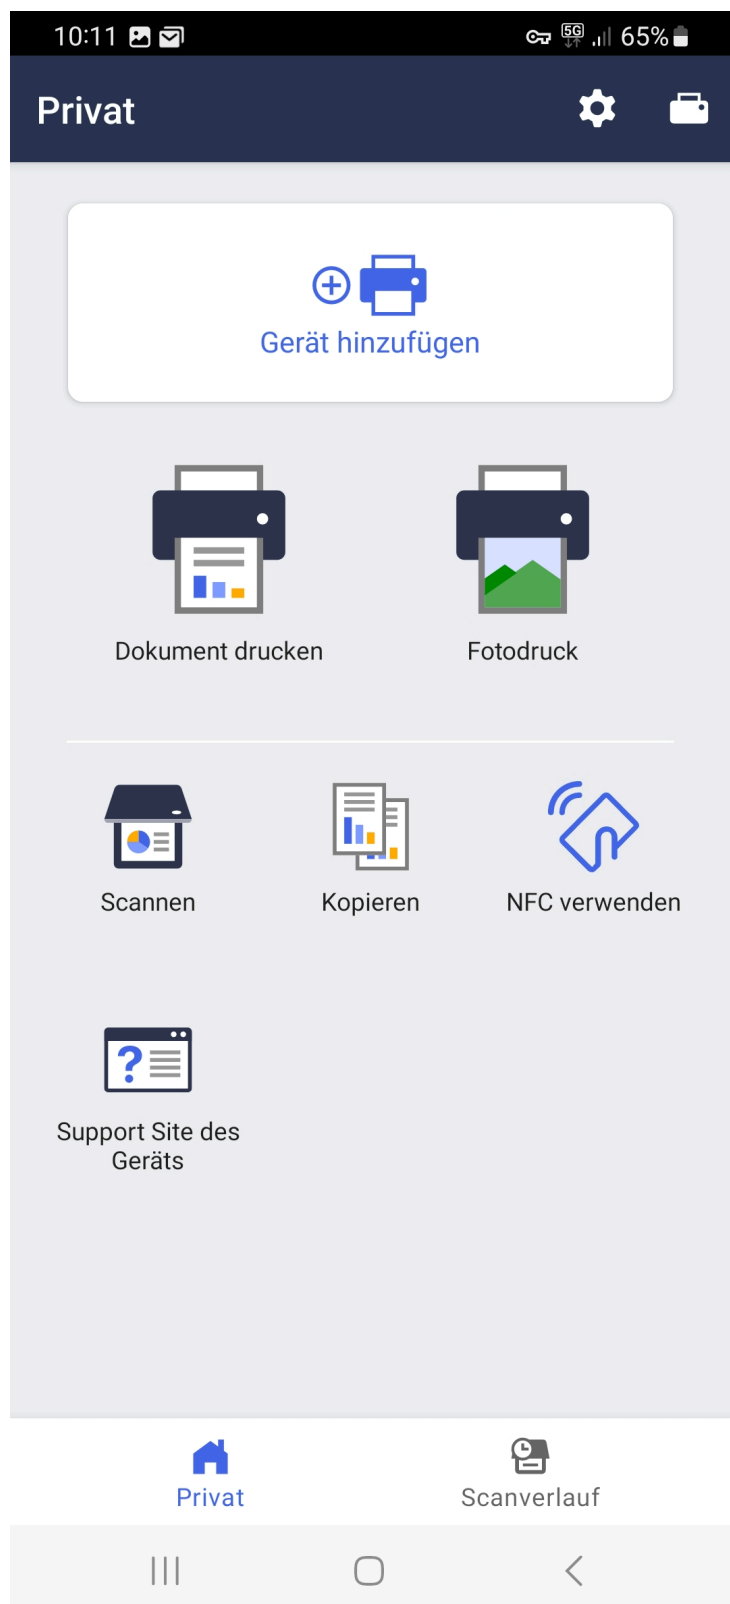 10:11
5G
65%
Privat
Gerät hinzufügen
Dokument drucken
Fotodruck
Scannen
Kopieren
NFC verwenden
?
Support Site des
Geräts
Privat
Scanverlauf